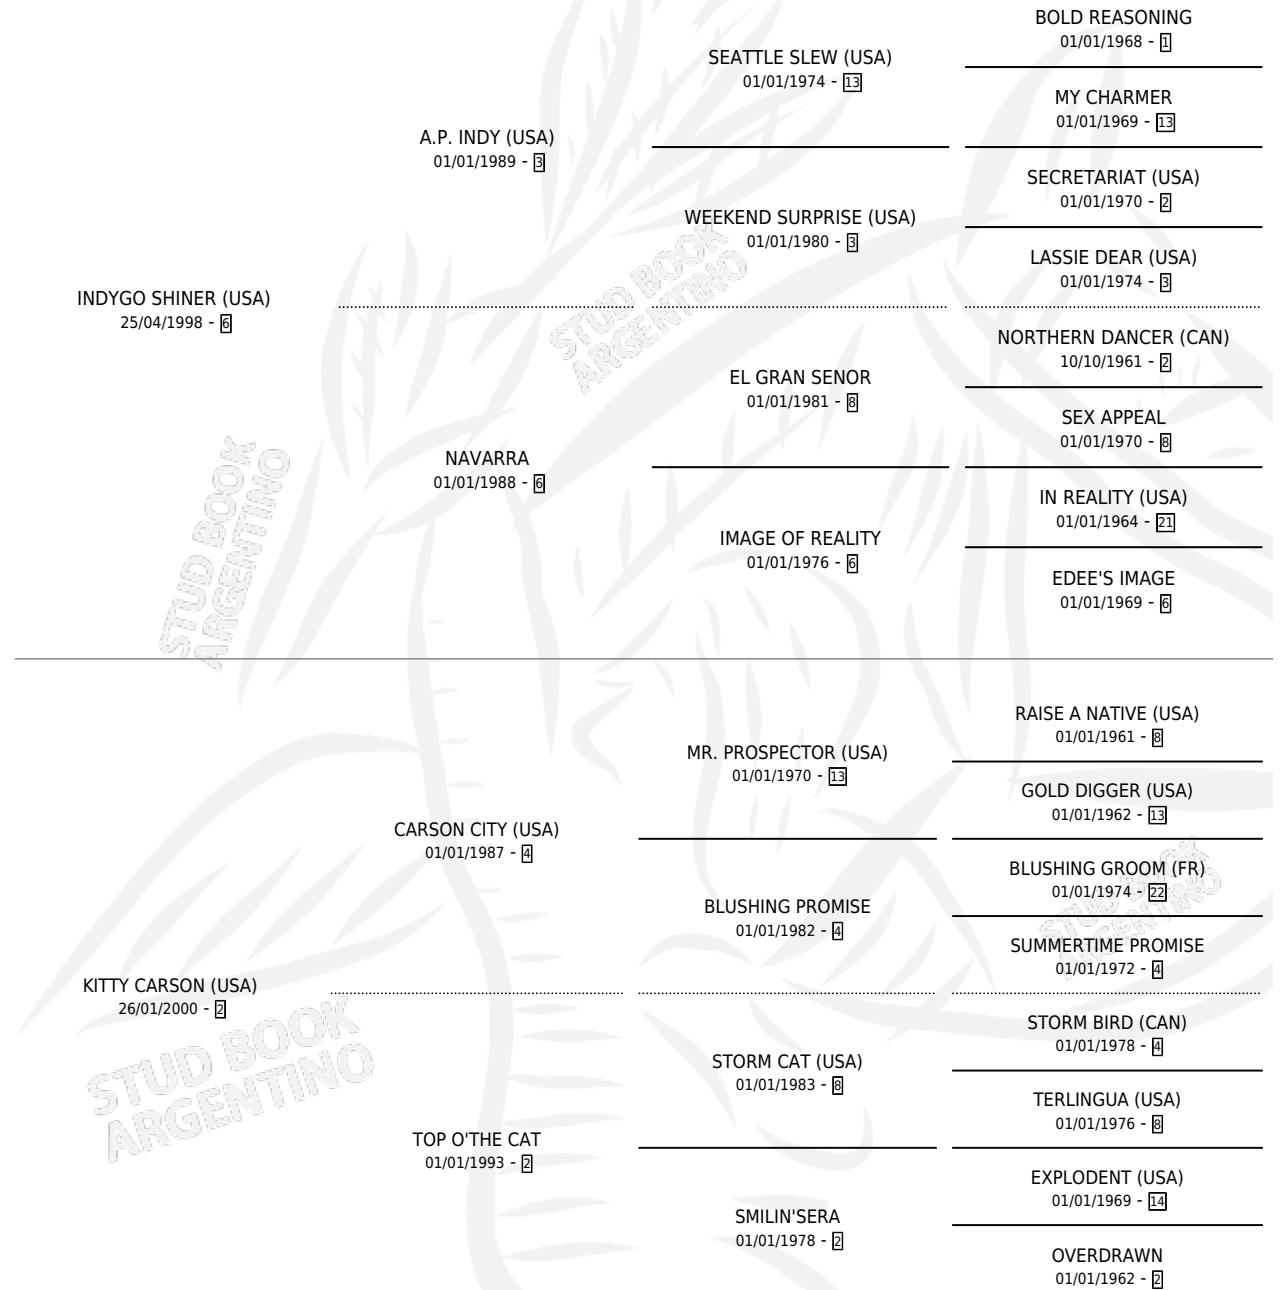 BOLD REASONING
01/01/1968 - 1
SEATTLE SLEW (USA)
01/01/1974 - 13
MY CHARMER
01/01/1969 - 13
A.P. INDY (USA)
01/01/1989 - 3
SECRETARIAT (USA)
01/01/1970 - 2
WEEKEND SURPRISE (USA)
01/01/1980 - 3
LASSIE DEAR (USA)
01/01/1974 - 3
INDYGO SHINER (USA)
25/04/1998 - 6
STUD BOOK
ARGENTINO
NORTHERN DANCER (CAN)
10/10/1961 - 2
EL GRAN SENOR
01/01/1981 - 8
SEX APPEAL
01/01/1970 - 8
NAVARRA
01/01/1988 - 6
IN REALITY (USA)
01/01/1964 - 21
IMAGE OF REALITY
01/01/1976 - 6
EDEE'S IMAGE
01/01/1969 - 6
STUD BOOK
ARGENTINO
RAISE A NATIVE (USA)
01/01/1961 - 8
MR. PROSPECTOR (USA)
01/01/1970 - 13
GOLD DIGGER (USA)
01/01/1962 - 13
CARSON CITY (USA)
01/01/1987 - 4
BLUSHING GROOM (FR)
01/01/1974 - 22
STUD BOOK
ARGENTINO
BLUSHING PROMISE
01/01/1982 - 4
SUMMERTIME PROMISE
01/01/1972 - 4
KITTY CARSON (USA)
26/01/2000 - 2
STUD BOOK
ARGENTINO
STORM BIRD (CAN)
01/01/1978 - 4
STORM CAT (USA)
01/01/1983 - 8
TERLINGUA (USA)
01/01/1976 - 8
TOP O'THE CAT
01/01/1993 - 2
EXPLODENT (USA)
01/01/1969 - 14
SMILIN'SERA
01/01/1978 - 2
OVERDRAWN
01/01/1962 - 2